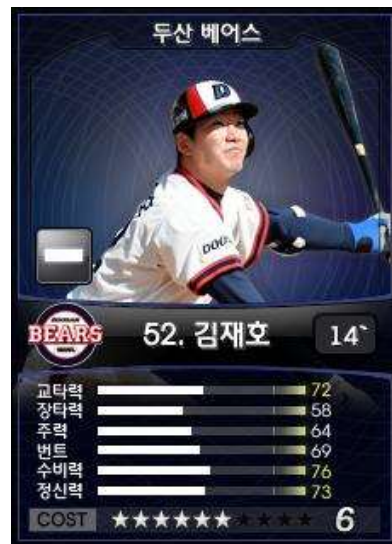 두산 베어스
D
DOOSAN
BEARS
52. 김재호
14`
교타력 72
장타력 58
주력 64
번트 69
수비력 76
정신력 73
COST ★★★★★★★★★★ 6